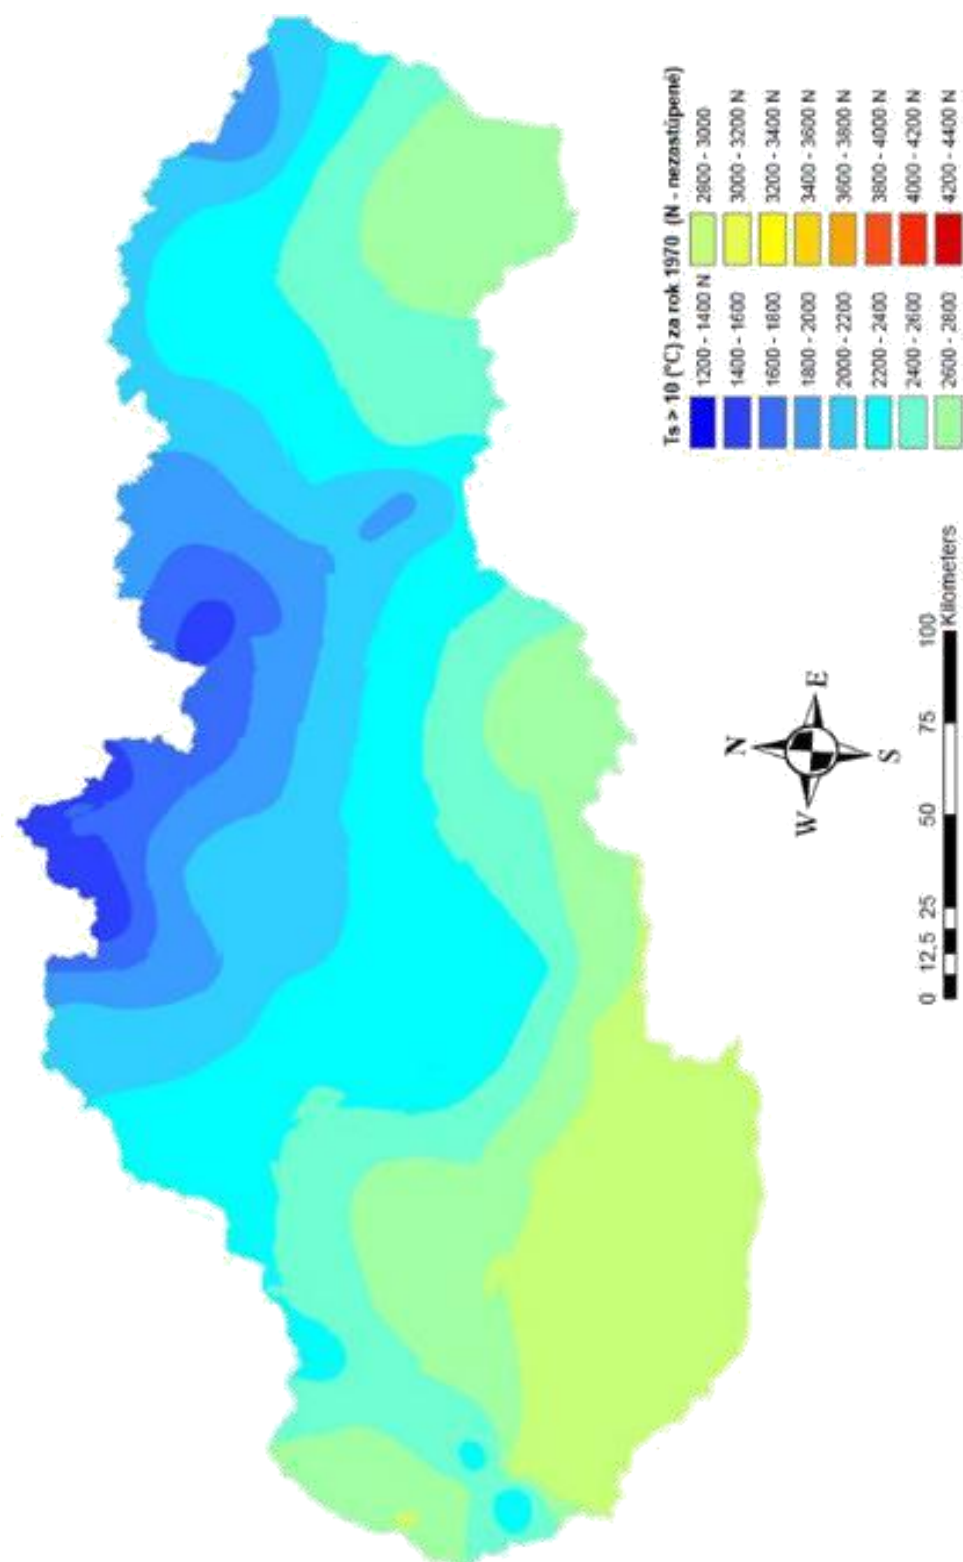 Ts > 10 (°C) za rok 1970 (N - nezastúpené)
1200 - 1400 N
1400 - 1600
1600 - 1800
1800 - 2000
2000 - 2200
2200 - 2400
2400 - 2600
2600 - 2800
2800 - 3000
3000 - 3200 N
3200 - 3400 N
3400 - 3600 N
3600 - 3800 N
3800 - 4000 N
4000 - 4200 N
4200 - 4400 N
N
W E
S
0 12,5 25 50 75 100
Kilometers